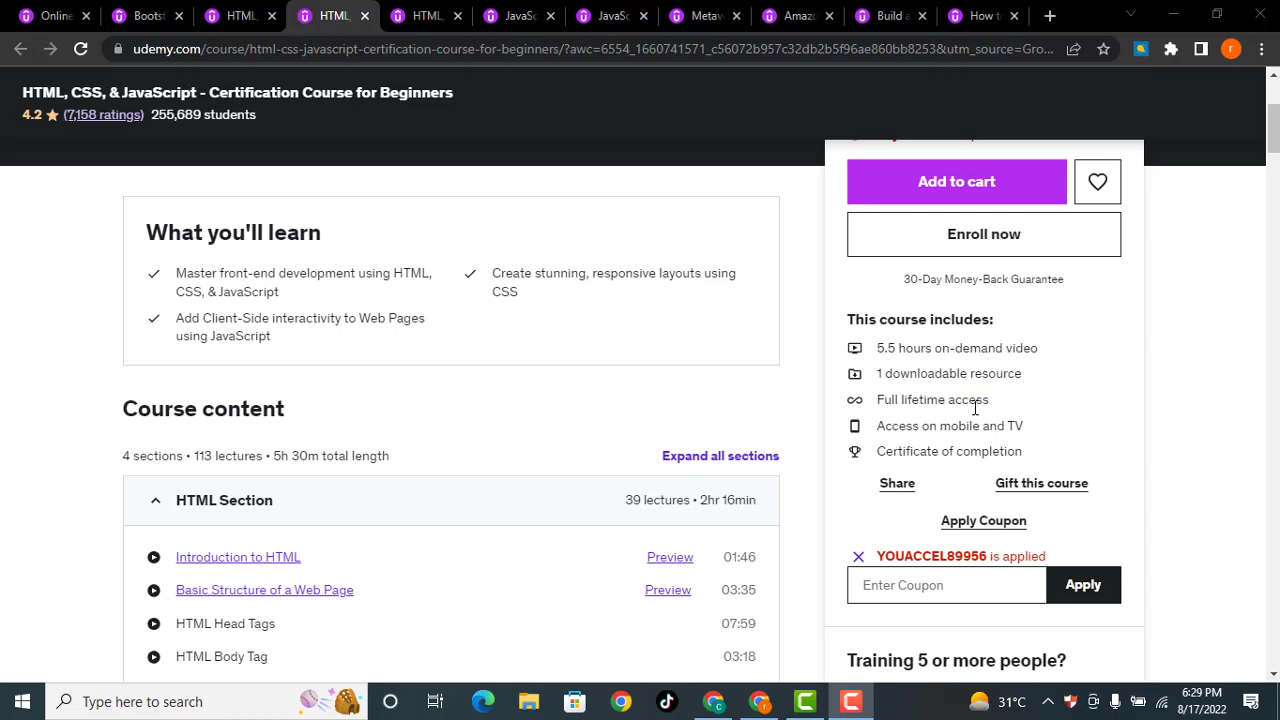 Online
Boots
HTML,
HTML,
HTML,
JavaSc
JavaSc
Metav
Amazo
Build a
How to
udemy.com/course/html-css-javascript-certification-course-for-beginners/?awc=6554_1660741571_c56072b957c32db2b5f96ae860bb8253&utm_source=Gro...
r
HTML, CSS, & JavaScript - Certification Course for Beginners
4.2 (7,158 ratings) 255,689 students
Add to cart
Enroll now
30-Day Money-Back Guarantee
What you'll learn
Master front-end development using HTML,
CSS, & JavaScript
Add Client-Side interactivity to Web Pages
using JavaScript
Create stunning, responsive layouts using
CSS
This course includes:
5.5 hours on-demand video
1 downloadable resource
Full lifetime access
Access on mobile and TV
Certificate of completion
Share Gift this course
Apply Coupon
YOUACCEL89956 is applied
Enter Coupon Apply
Training 5 or more people?
Course content
4 sections • 113 lectures • 5h 30m total length Expand all sections
HTML Section 39 lectures • 2hr 16min
Introduction to HTML Preview 01:46
Basic Structure of a Web Page Preview 03:35
HTML Head Tags 07:59
HTML Body Tag 03:18
Type here to search
31°C
6:29 PM
8/17/2022